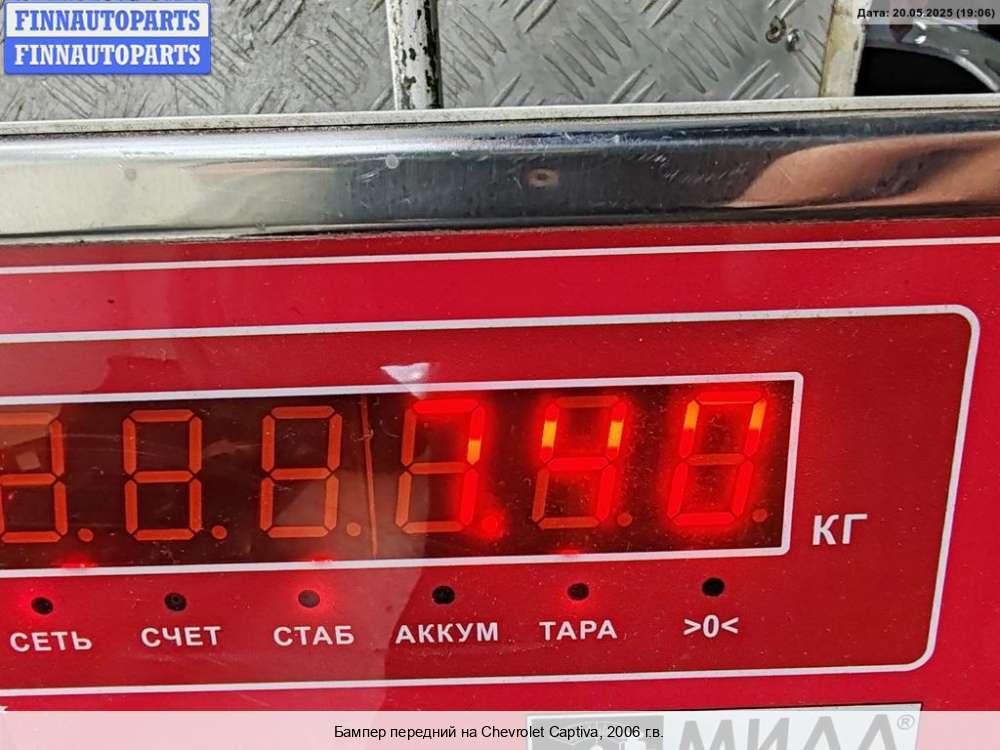 FINNAUTOPARTS
FINNAUTOPARTS
Дата: 20.05.2025 (19:06)
7.40
КГ
СЕТЬ СЧЕТ СТАБ АККУМ ТАРА >0<
Бампер передний на Chevrolet Captiva, 2006 г.в.